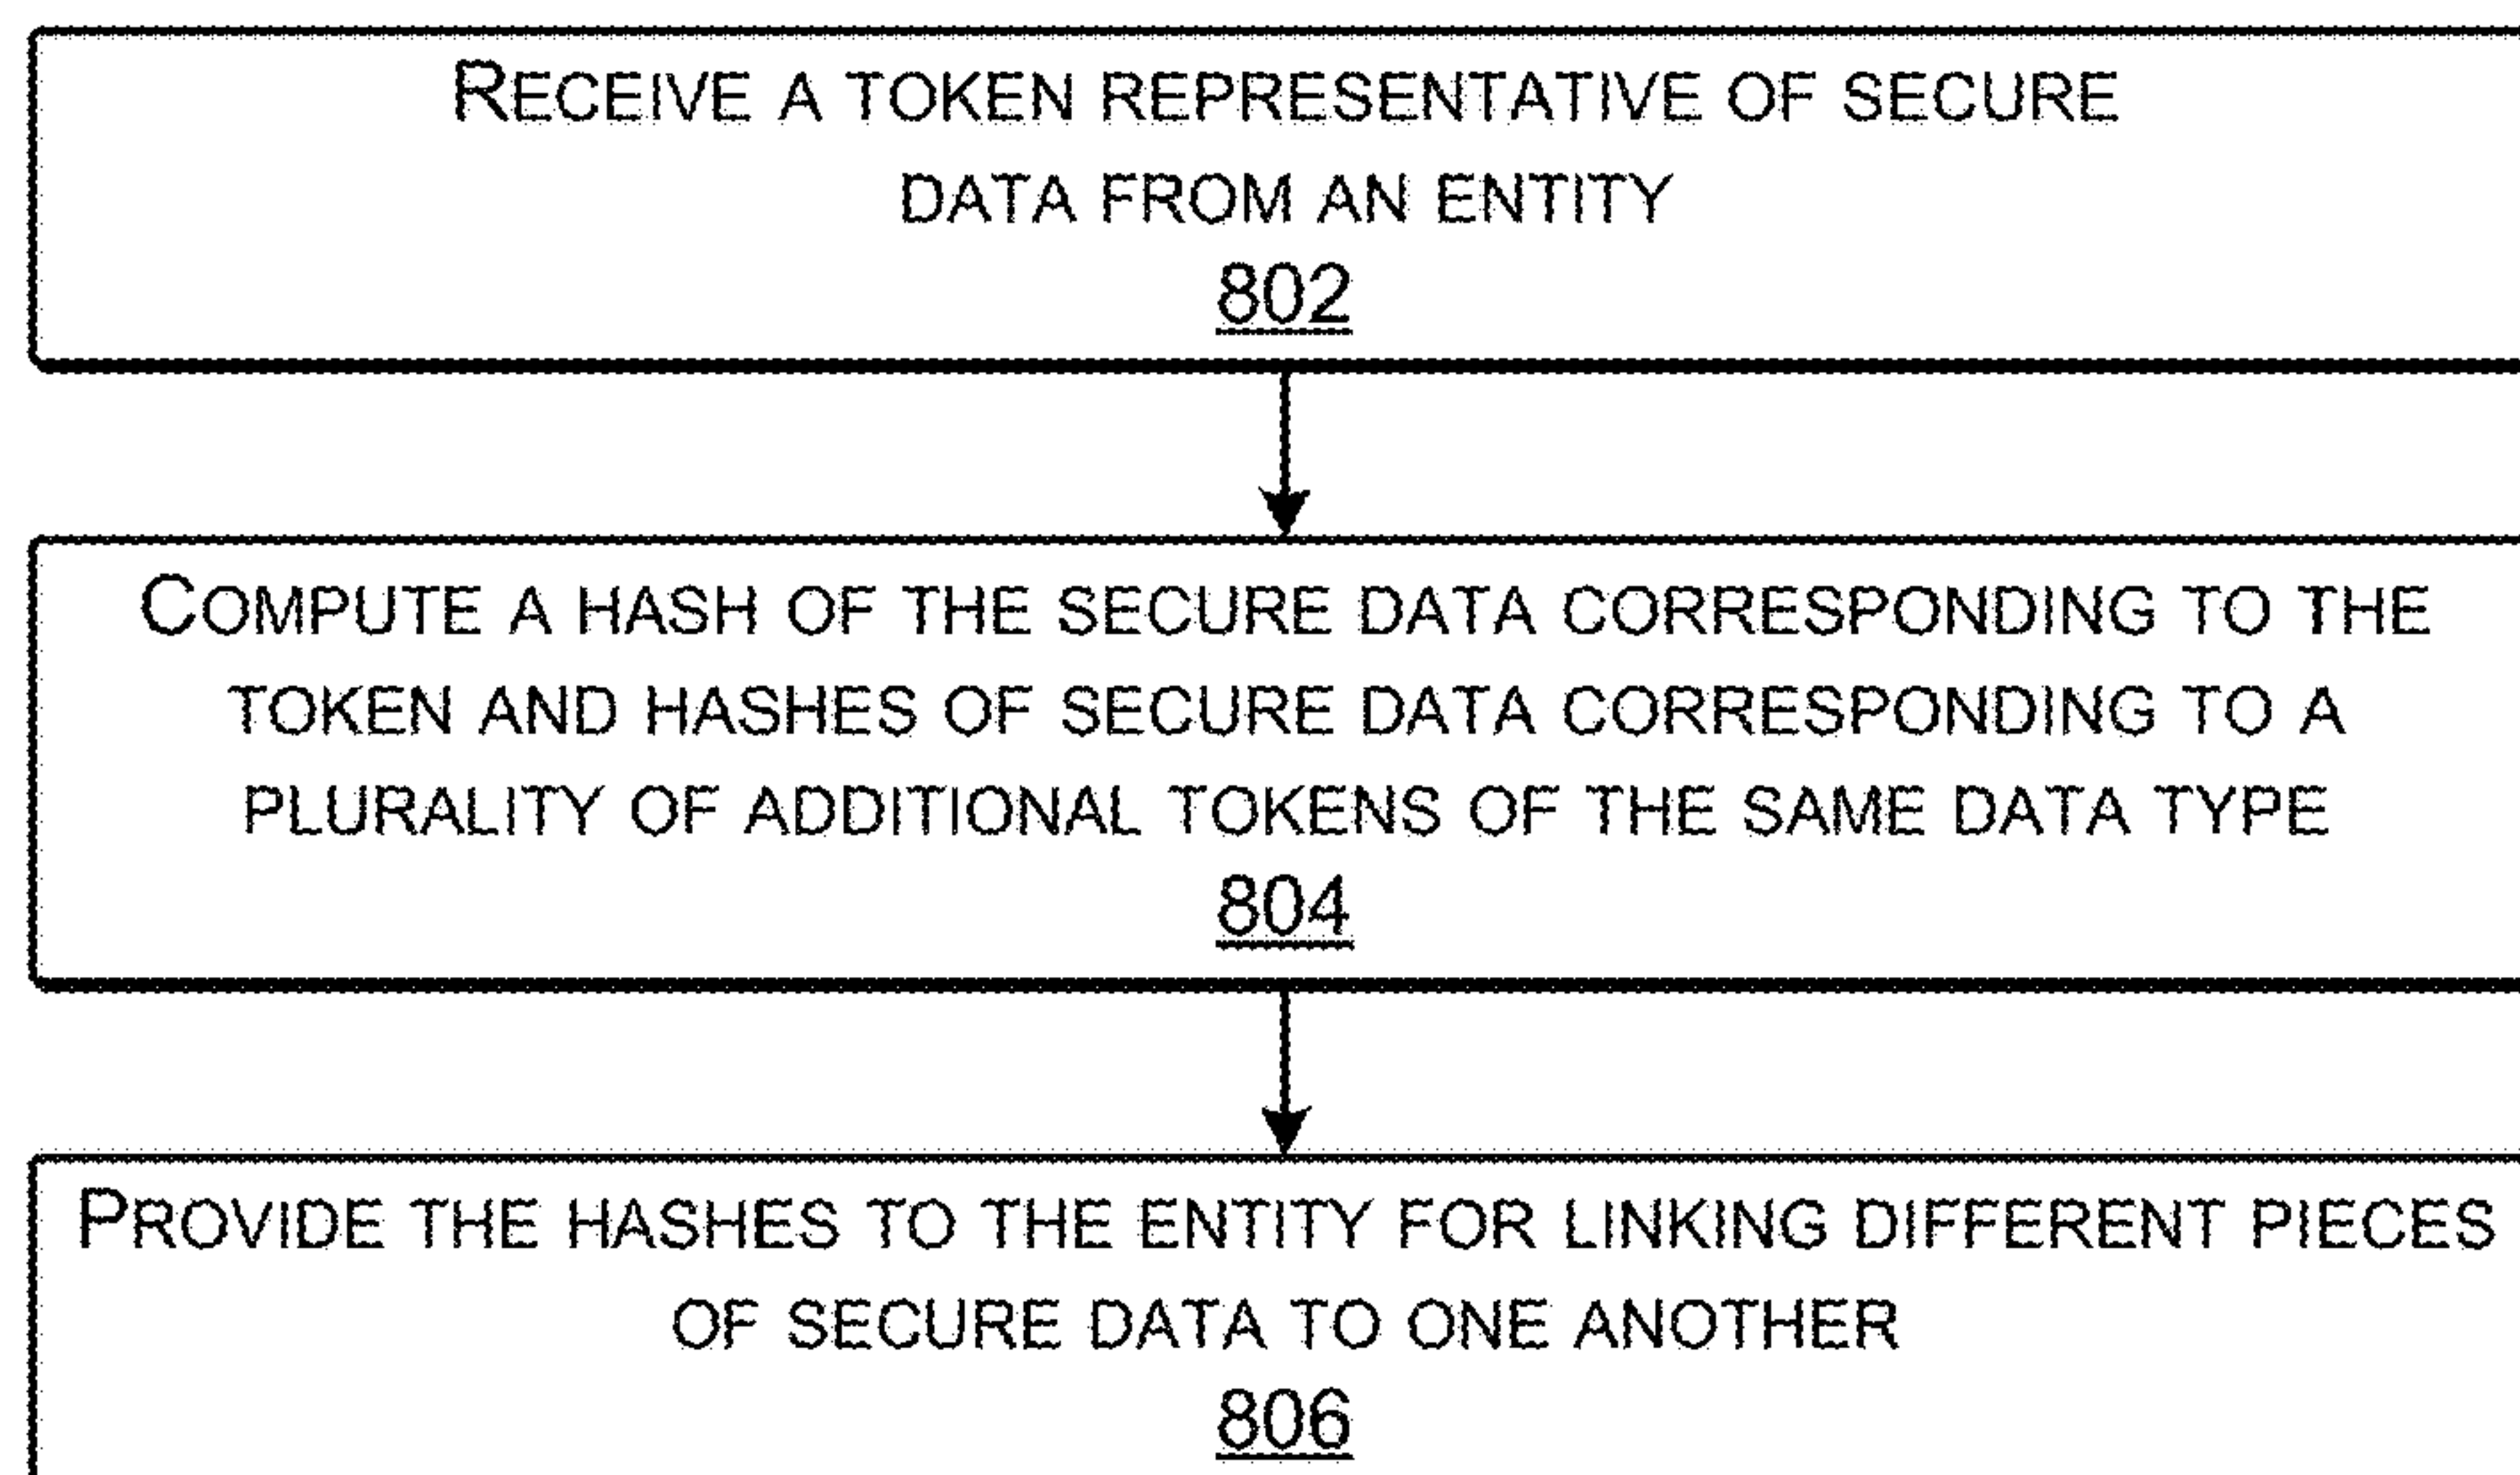 RECEIVE A TOKEN REPRESENTATIVE OF SECURE
DATA FROM AN ENTITY
802
COMPUTE A HASH OF THE SECURE DATA CORRESPONDING TO THE
TOKEN AND HASHES OF SECURE DATA CORRESPONDING TO A
PLURALITY OF ADDITIONAL TOKENS OF THE SAME DATA TYPE
804
PROVIDE THE HASHES TO THE ENTITY FOR LINKING DIFFERENT PIECES
OF SECURE DATA TO ONE ANOTHER
806